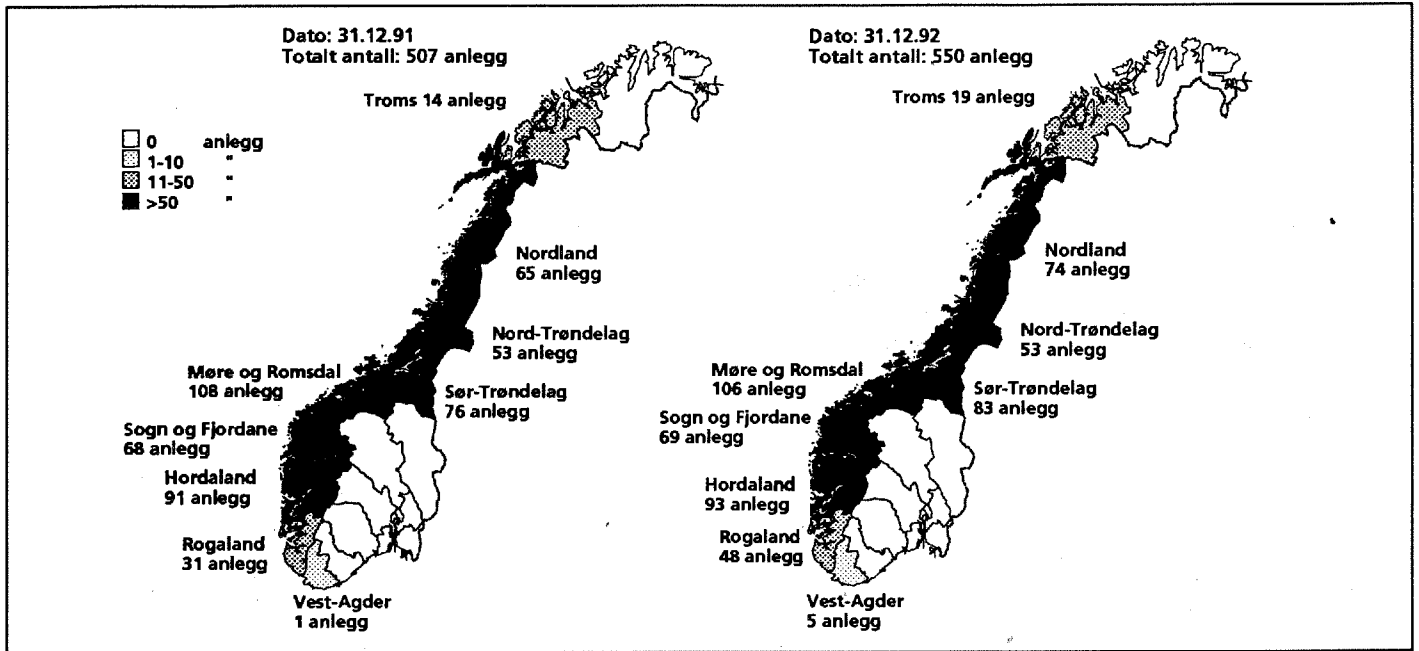 Dato: 31.12.91
Totalt antall: 507 anlegg
Troms 14 anlegg
0 anlegg
1-10 "
11-50 "
>50 "
Nordland
65 anlegg
Nord-Trøndelag
53 anlegg
Møre og Romsdal
108 anlegg
Sør-Trøndelag
76 anlegg
Sogn og Fjordane
68 anlegg
Hordaland
91 anlegg
Rogaland
31 anlegg
Vest-Agder
1 anlegg
Dato: 31.12.92
Totalt antall: 550 anlegg
Troms 19 anlegg
Nordland
74 anlegg
Nord-Trøndelag
53 anlegg
Møre og Romsdal
106 anlegg
Sør-Trøndelag
83 anlegg
Sogn og Fjordane
69 anlegg
Hordaland
93 anlegg
Rogaland
48 anlegg
Vest-Agder
5 anlegg